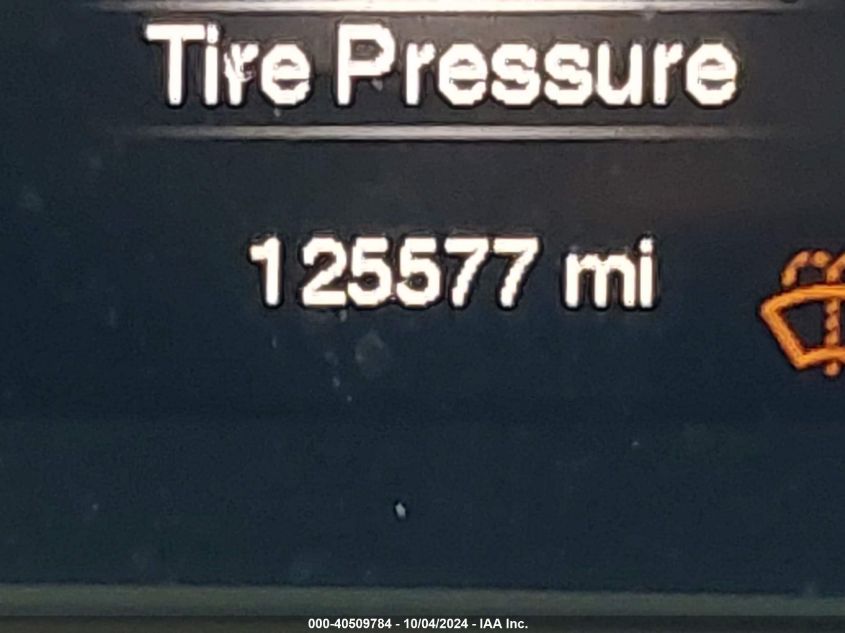 Tire Pressure
125577 mi
000-40509784 - 10/04/2024 - IAA Inc.